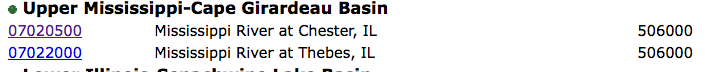 Upper Mississippi-Cape Girardeau Basin
07020500 Mississippi River at Chester, IL 506000
07022000 Mississippi River at Thebes, IL 506000